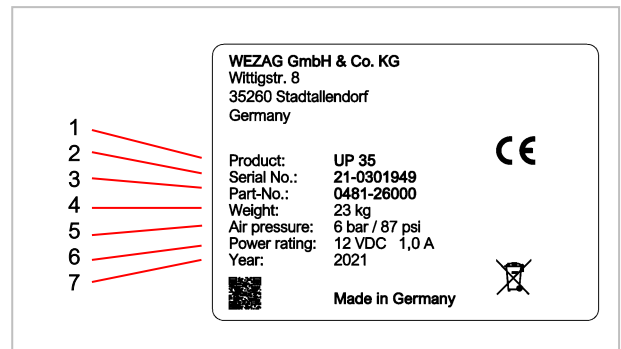 WEZAG GmbH & Co. KG
Wittigstr. 8
35260 Stadtallendorf
Germany
CE
1 Product: UP 35
2 Serial No.: 21-0301949
3 Part-No.: 0481-26000
4 Weight: 23 kg
5 Air pressure: 6 bar / 87 psi
6 Power rating: 12 VDC 1,0 A
7 Year: 2021
Made in Germany